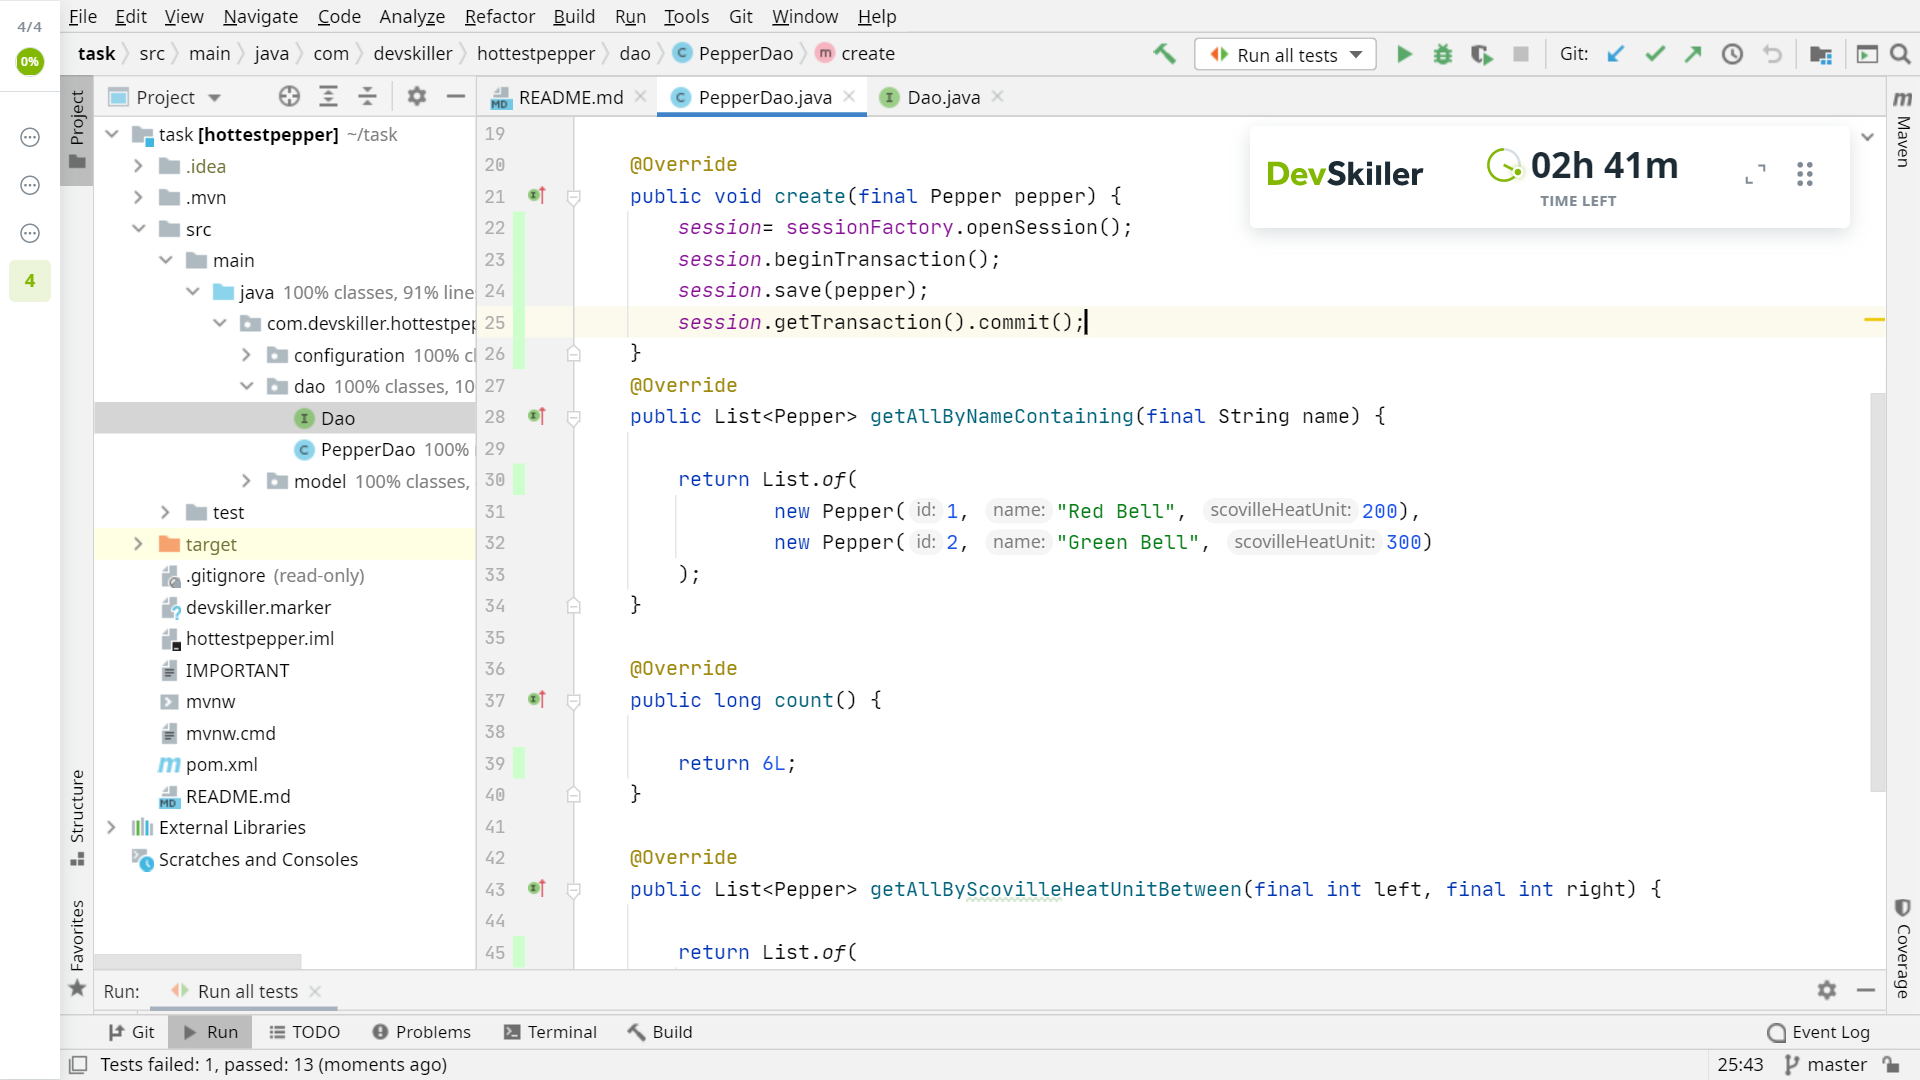 4/4
0%
4
File Edit View Navigate Code Analyze Refactor Build Run Tools Git Window Help
task src main java com devskiller hottestpepper dao C PepperDao m create
Run all tests
Git:
Project
Project
Structure
Favorites
README.md PepperDao.java Dao.java
task [hottestpepper] ~/task
.idea
.mvn
src
main
java 100% classes, 91% line
com.devskiller.hottestpep
configuration 100% cl
dao 100% classes, 10
Dao
PepperDao 100%
model 100% classes,
test
target
.gitignore (read-only)
devskiller.marker
hottestpepper.iml
IMPORTANT
mvnw
mvnw.cmd
pom.xml
README.md
External Libraries
Scratches and Consoles
19
20 @Override
21 public void create(final Pepper pepper) {
22 session= sessionFactory.openSession();
23 session.beginTransaction();
24 session.save(pepper);
25 session.getTransaction().commit();
26 }
27 @Override
28 public List<Pepper> getAllByNameContaining(final String name) {
29
30 return List.of(
31 new Pepper( id: 1, name: "Red Bell", scovilleHeatUnit: 200),
32 new Pepper( id: 2, name: "Green Bell", scovilleHeatUnit: 300)
33 );
34 }
35
36 @Override
37 public long count() {
38
39 return 6L;
40 }
41
42 @Override
43 public List<Pepper> getAllByScovilleHeatUnitBetween(final int left, final int right) {
44
45 return List.of(
DevSkiller
02h 41m
TIME LEFT
m
Maven
Coverage
Run: Run all tests
Git Run TODO Problems Terminal Build Event Log
Tests failed: 1, passed: 13 (moments ago) 25:43 master